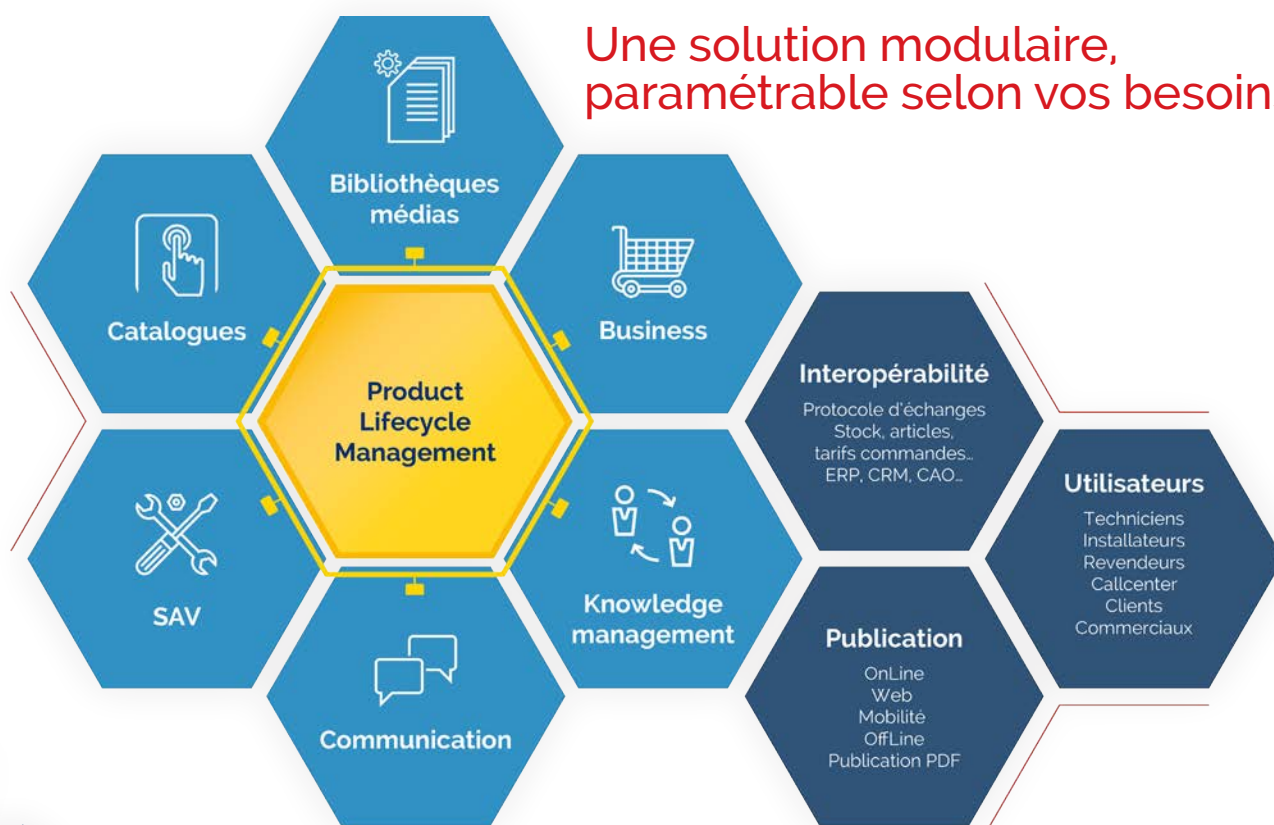 Une solution modulaire,
paramétrable selon vos besoin
Bibliothèques
médias
Catalogues
Business
Product
Lifecycle
Management
SAV
Knowledge
management
Communication
Interopérabilité
Protocole d'échanges
Stock, articles,
tarifs commandes…
ERP, CRM, CAO…
Utilisateurs
Techniciens
Installateurs
Revendeurs
Callcenter
Clients
Commerciaux
Publication
OnLine
Web
Mobilité
OffLine
Publication PDF